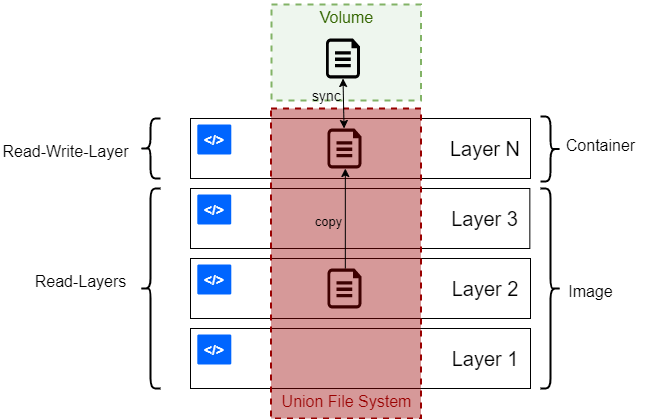 Volume
sync
</>
Read-Write-Layer
Layer N
Container
</>
Layer 3
copy
Read-Layers
</>
Layer 2
Image
</>
Layer 1
Union File System